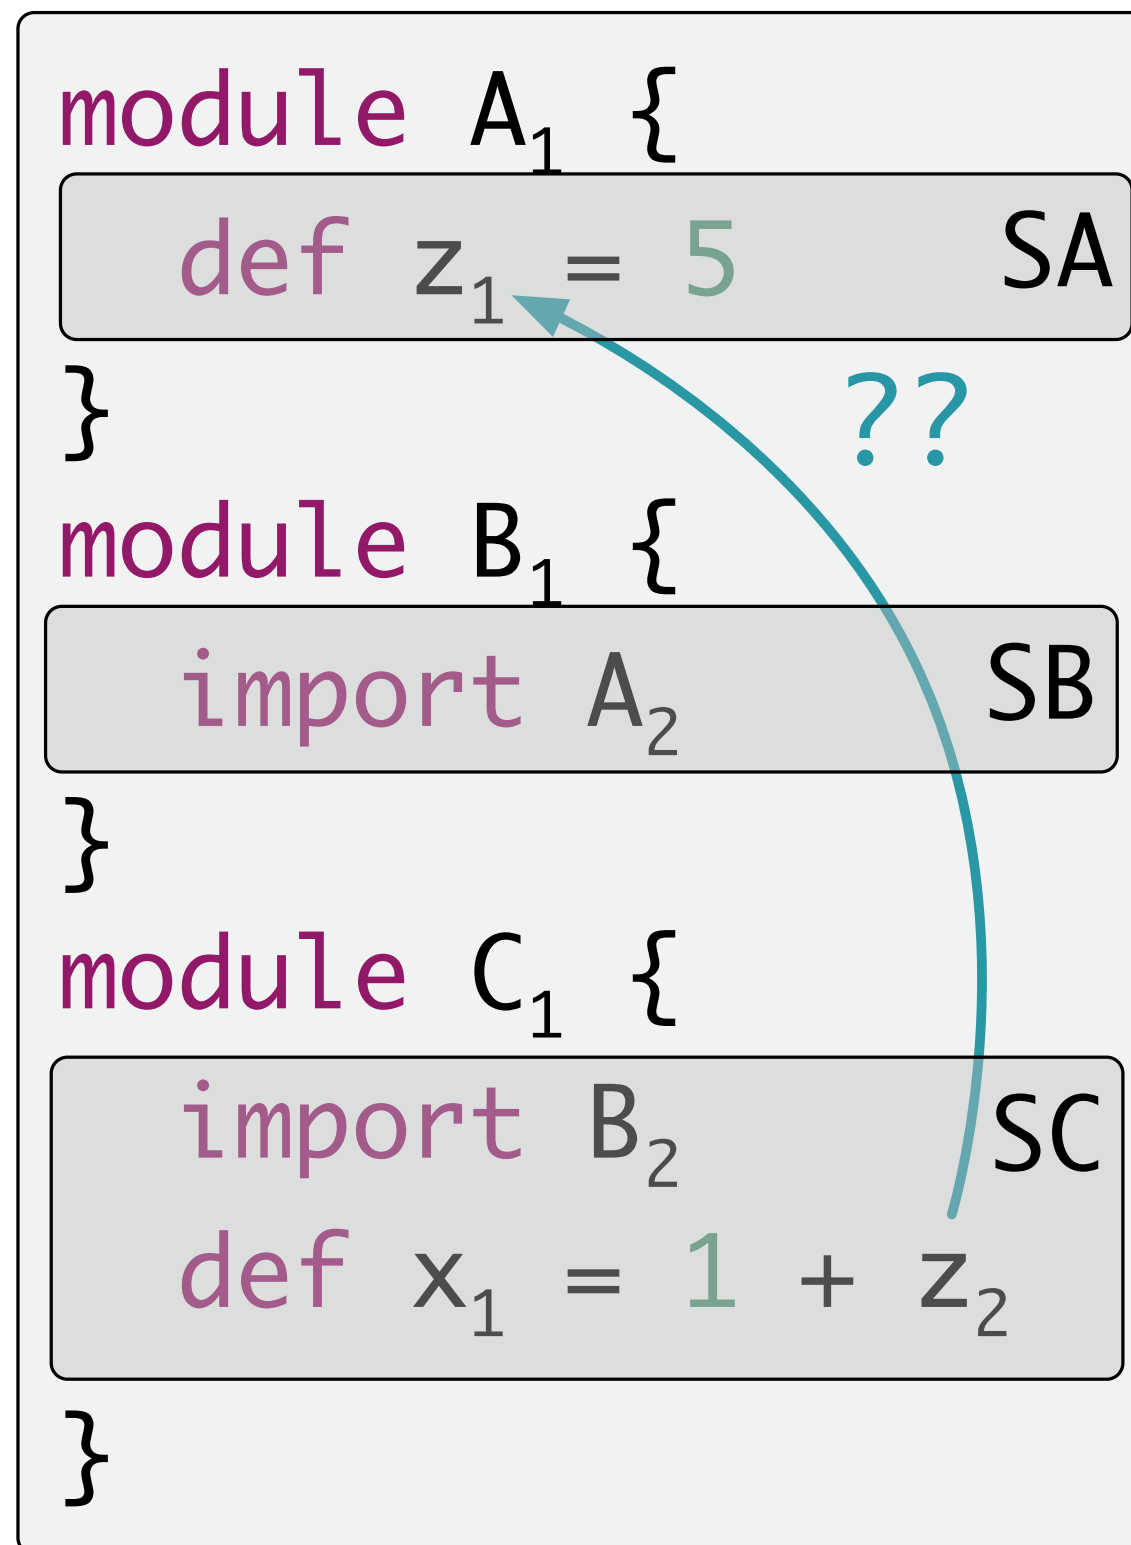 module A₁ {
def z₁ = 5 SA
}
??
module B₁ {
import A₂ SB
}
module C₁ {
import B₂ SC
def x₁ = 1 + z₂
}